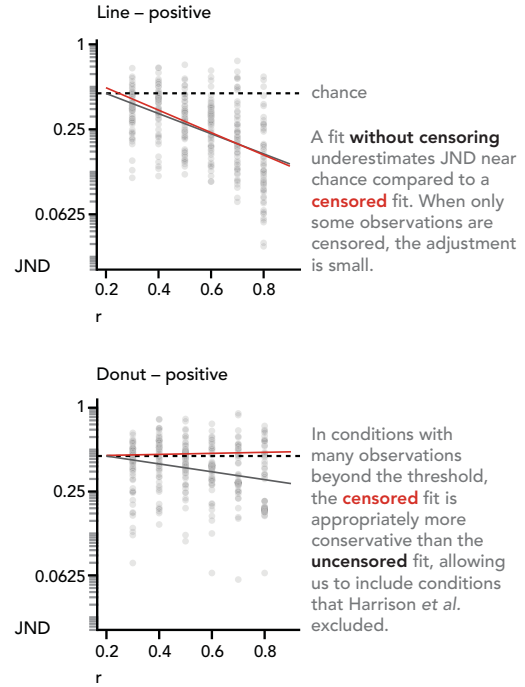 Line – positive
1
chance
0.25
A fit without censoring
underestimates JND near
chance compared to a
censored fit. When only
some observations are
censored, the adjustment
is small.
0.0625
JND
0.2 0.4 0.6 0.8
r
Donut – positive
1
In conditions with
many observations
beyond the threshold,
the censored fit is
appropriately more
conservative than the
uncensored fit, allowing
us to include conditions
that Harrison et al.
excluded.
0.25
0.0625
JND
0.2 0.4 0.6 0.8
r